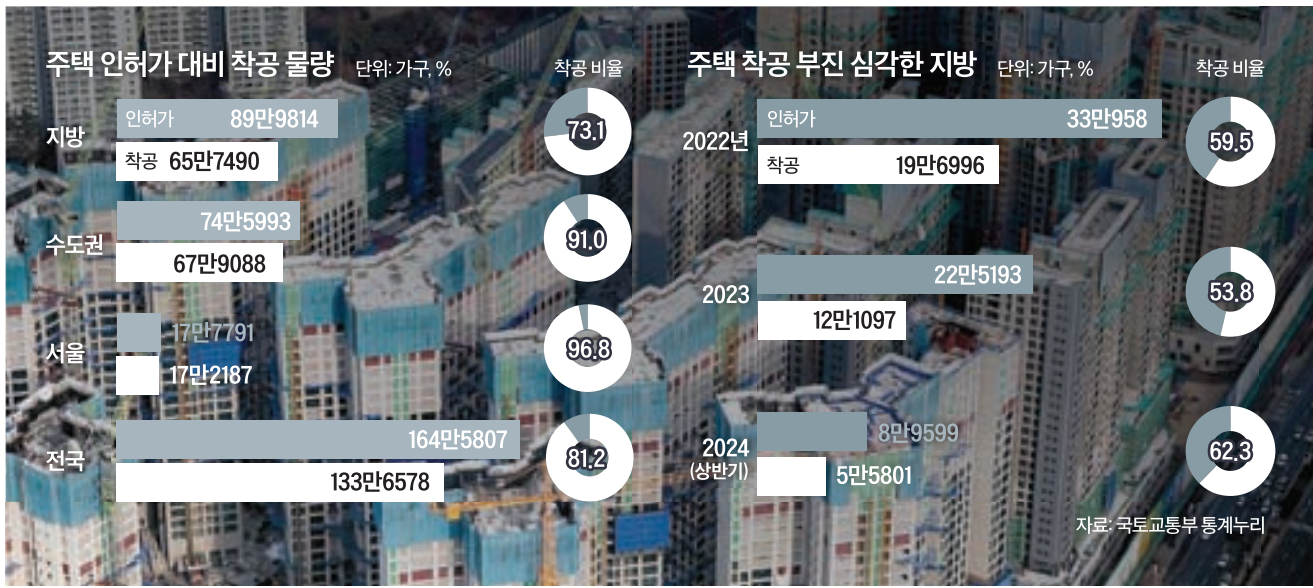 주택 인허가 대비 착공 물량 단위: 가구, % 착공 비율
지방
인허가 89만9814
착공 65만7490
73.1
수도권
74만5993
67만9088
91.0
서울
17만7791
17만2187
96.8
전국
164만5807
133만6578
81.2
주택 착공 부진 심각한 지방 단위: 가구, % 착공 비율
2022년
인허가 33만958
착공 19만6996
59.5
2023
22만5193
12만1097
53.8
2024
(상반기)
8만9599
5만5801
62.3
자료: 국토교통부 통계누리